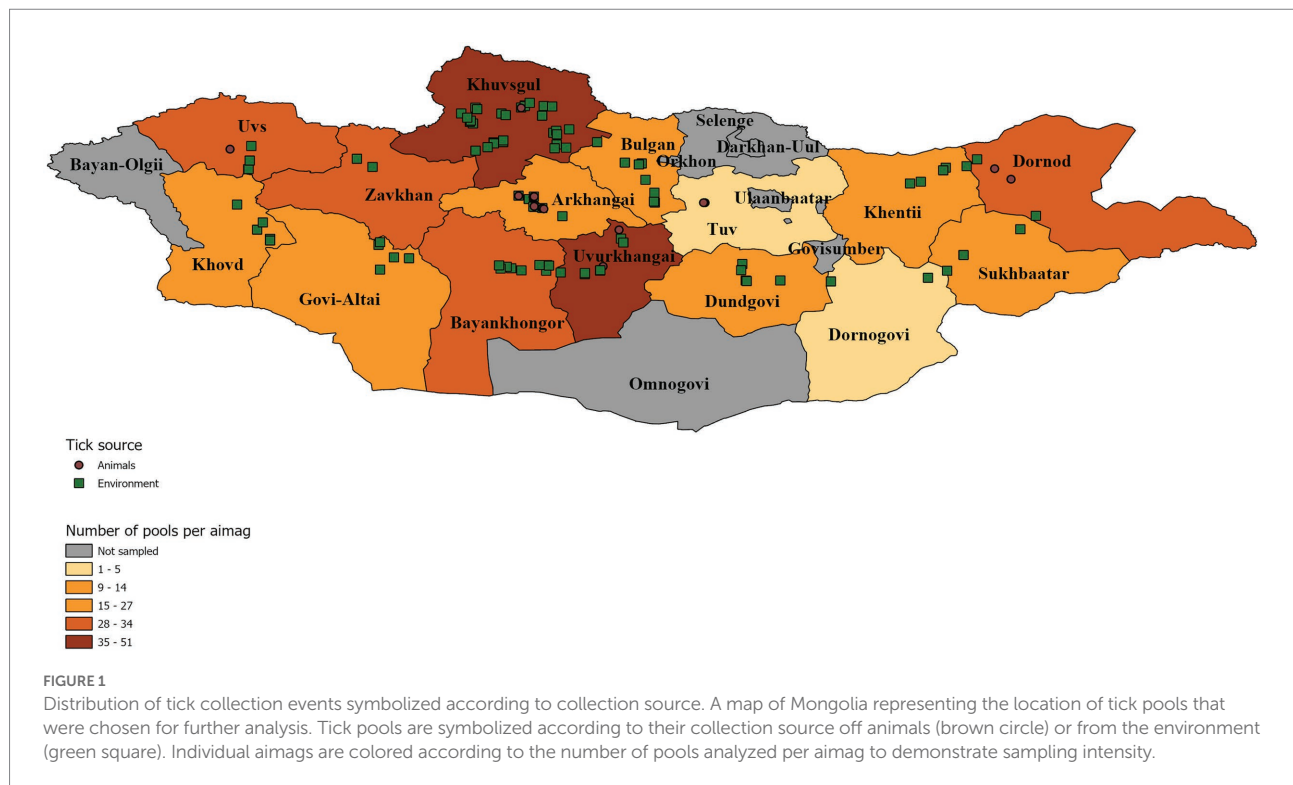 Khuvsgul
Selenge
Uvs
Bulgan
Darkhan-Uul
Bayan-Olgii
Orkhon
Dornod
Zavkhan
Arkhangai
Ulaanbaatar
Khentii
Tuv
Khovd
Uvurkhangai
Govisumber
Sukhbaatar
Govi-Altai
Dundgovi
Bayankhongor
Dornogovi
Omnogovi
Tick source
Animals
Environment
Number of pools per aimag
Not sampled
1 - 5
9 - 14
15 - 27
28 - 34
35 - 51
FIGURE 1
Distribution of tick collection events symbolized according to collection source. A map of Mongolia representing the location of tick pools that
were chosen for further analysis. Tick pools are symbolized according to their collection source off animals (brown circle) or from the environment
(green square). Individual aimags are colored according to the number of pools analyzed per aimag to demonstrate sampling intensity.